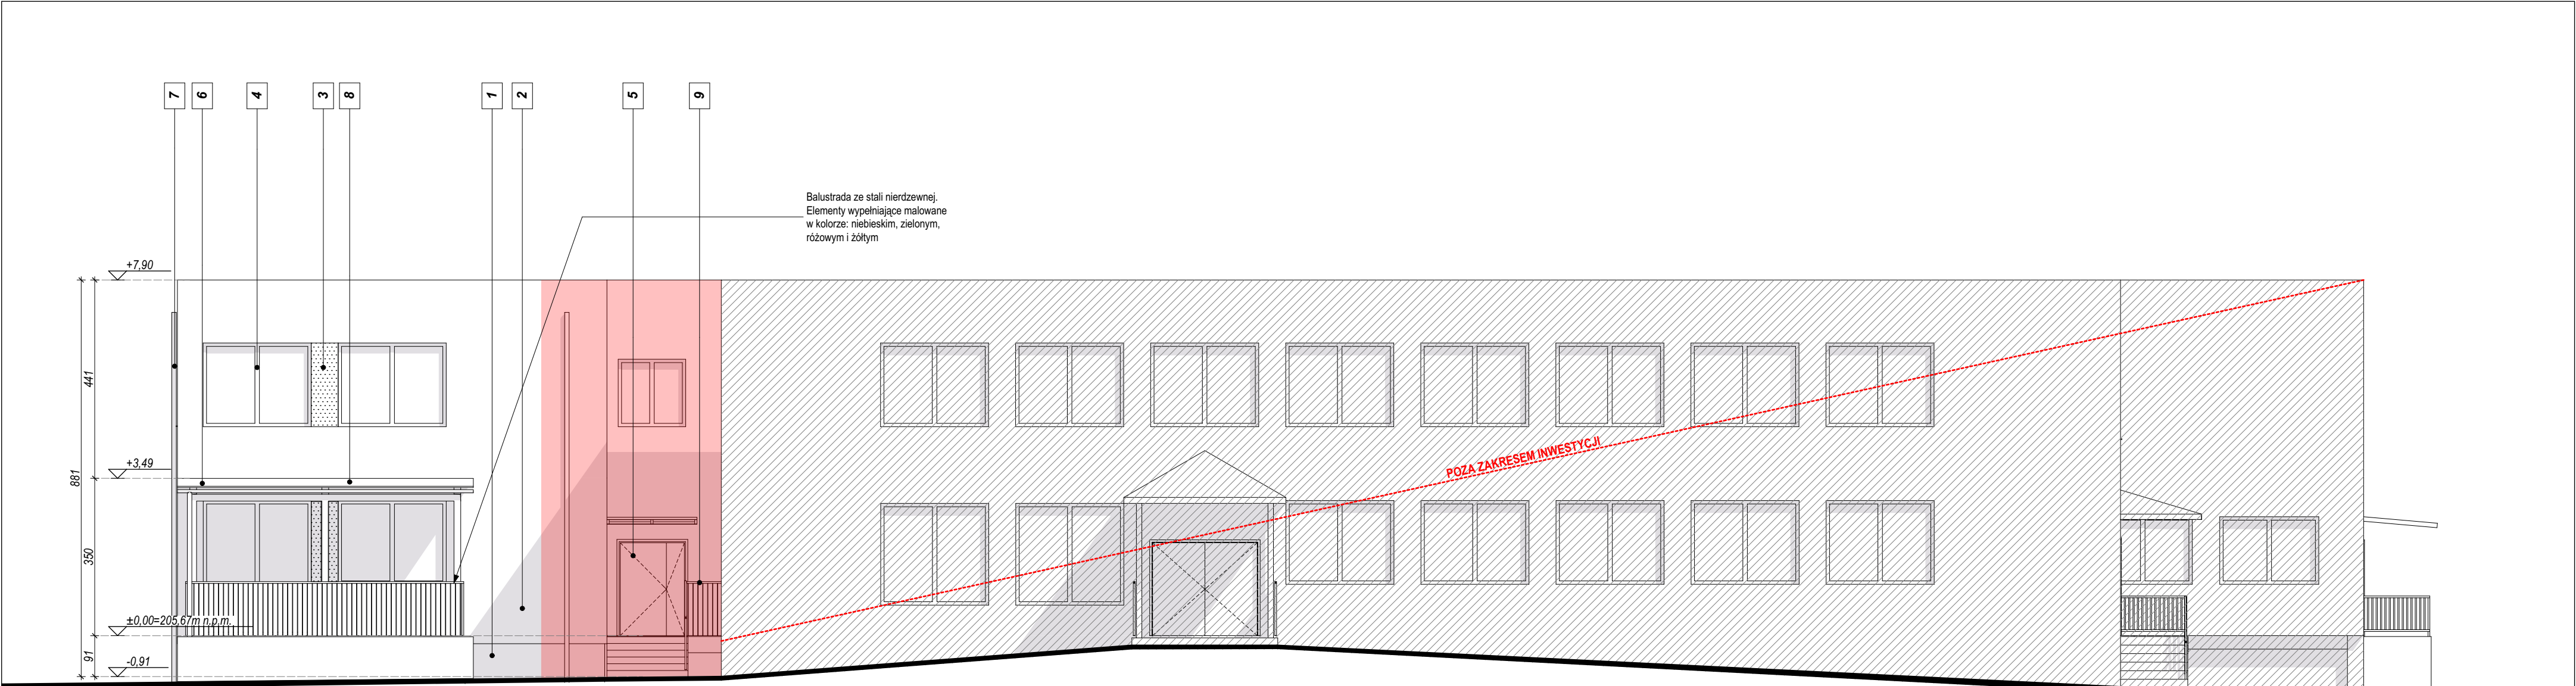 7
6
4
3
8
1
2
5
9
Balustrada ze stali nierdzewnej.
Elementy wypełniające malowane
w kolorze: niebieskim, zielonym,
różowym i żółtym
+7,90
441
+3,49
881
POZA ZAKRESEM INWESTYCJI
350
±0,00=205,67m n.p.m.
91
-0,91